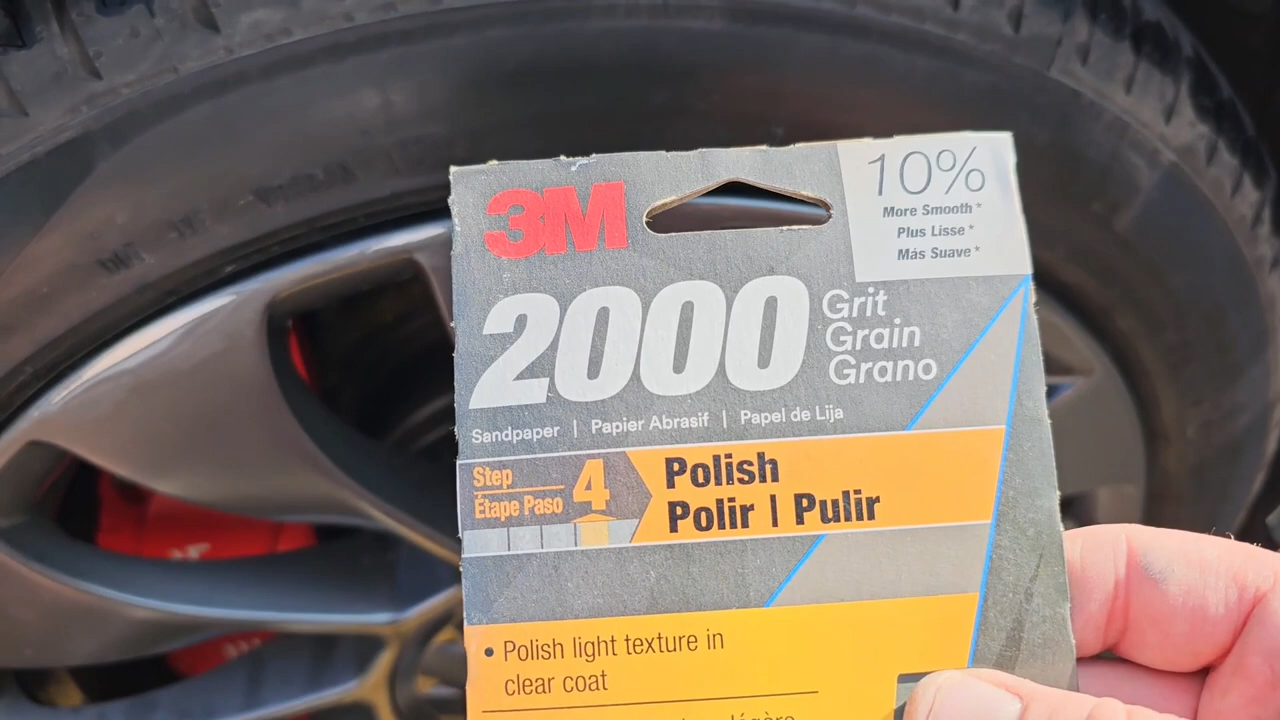 3M
10%
More Smooth*
Plus Lisse*
Más Suave*
2000
Grit
Grain
Grano
Sandpaper | Papier Abrasif | Papel de Lija
Step
Étape Paso
4
Polish
Polir | Pulir
• Polish light texture in
clear coat